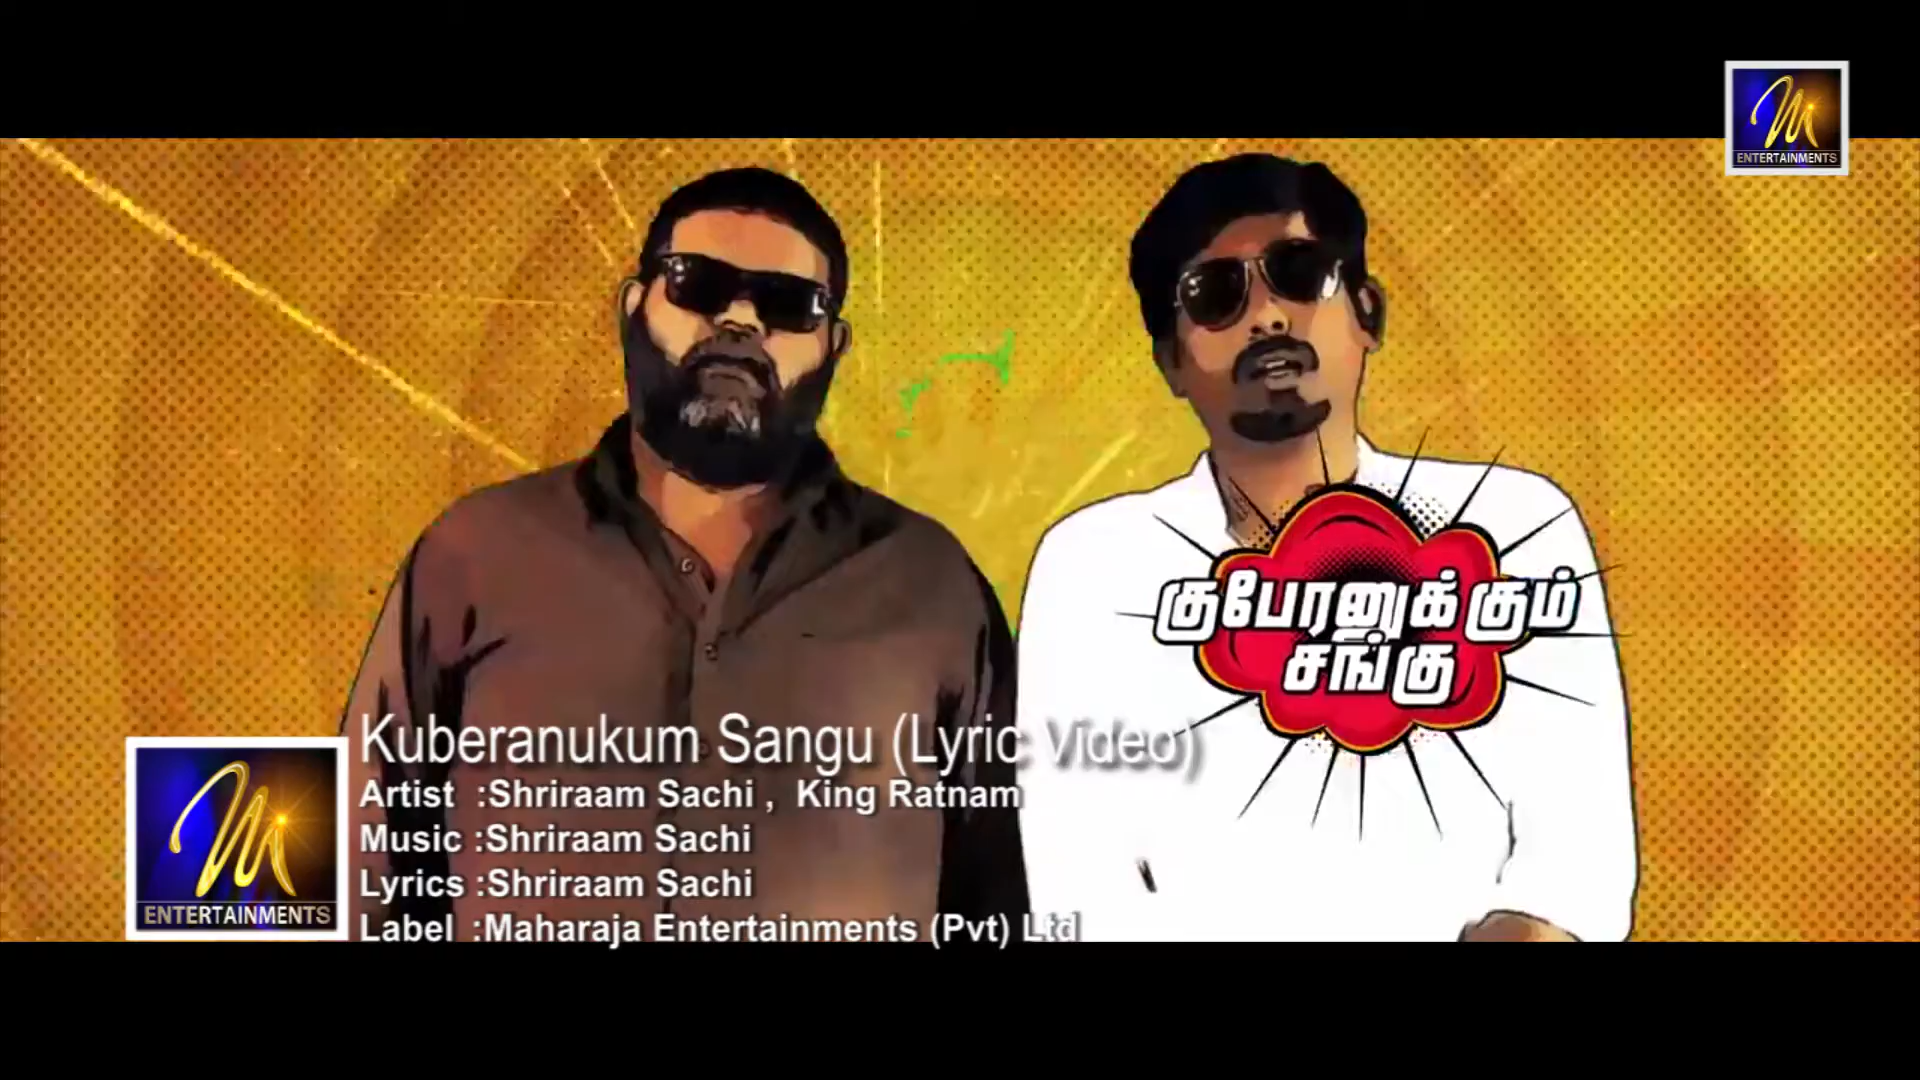 M
ENTERTAINMENTS
குபேரனுக்கும்
சங்கு
Kuberanukum Sangu (Lyric Video)
Artist :Shriraam Sachi , King Ratnam
Music :Shriraam Sachi
Lyrics :Shriraam Sachi
Label :Maharaja Entertainments (Pvt) Ltd
M
ENTERTAINMENTS